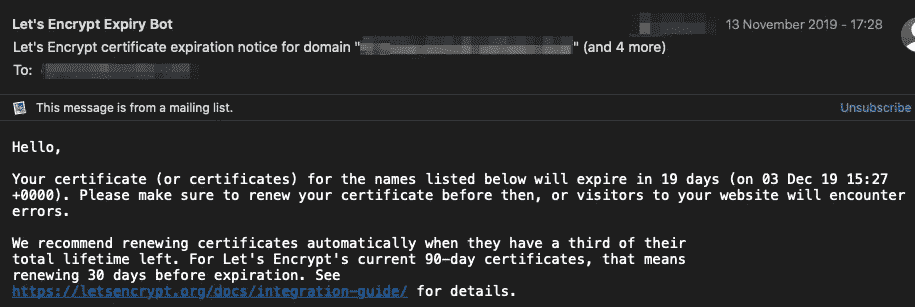 Let's Encrypt Expiry Bot
13 November 2019 - 17:28
Let's Encrypt certificate expiration notice for domain "" (and 4 more)
To:
This message is from a mailing list.
Unsubscribe
Hello,
Your certificate (or certificates) for the names listed below will expire in 19 days (on 03 Dec 19 15:27
+0000). Please make sure to renew your certificate before then, or visitors to your website will encounter
errors.
We recommend renewing certificates automatically when they have a third of their
total lifetime left. For Let's Encrypt's current 90-day certificates, that means
renewing 30 days before expiration. See
https://letsencrypt.org/docs/integration-guide/ for details.